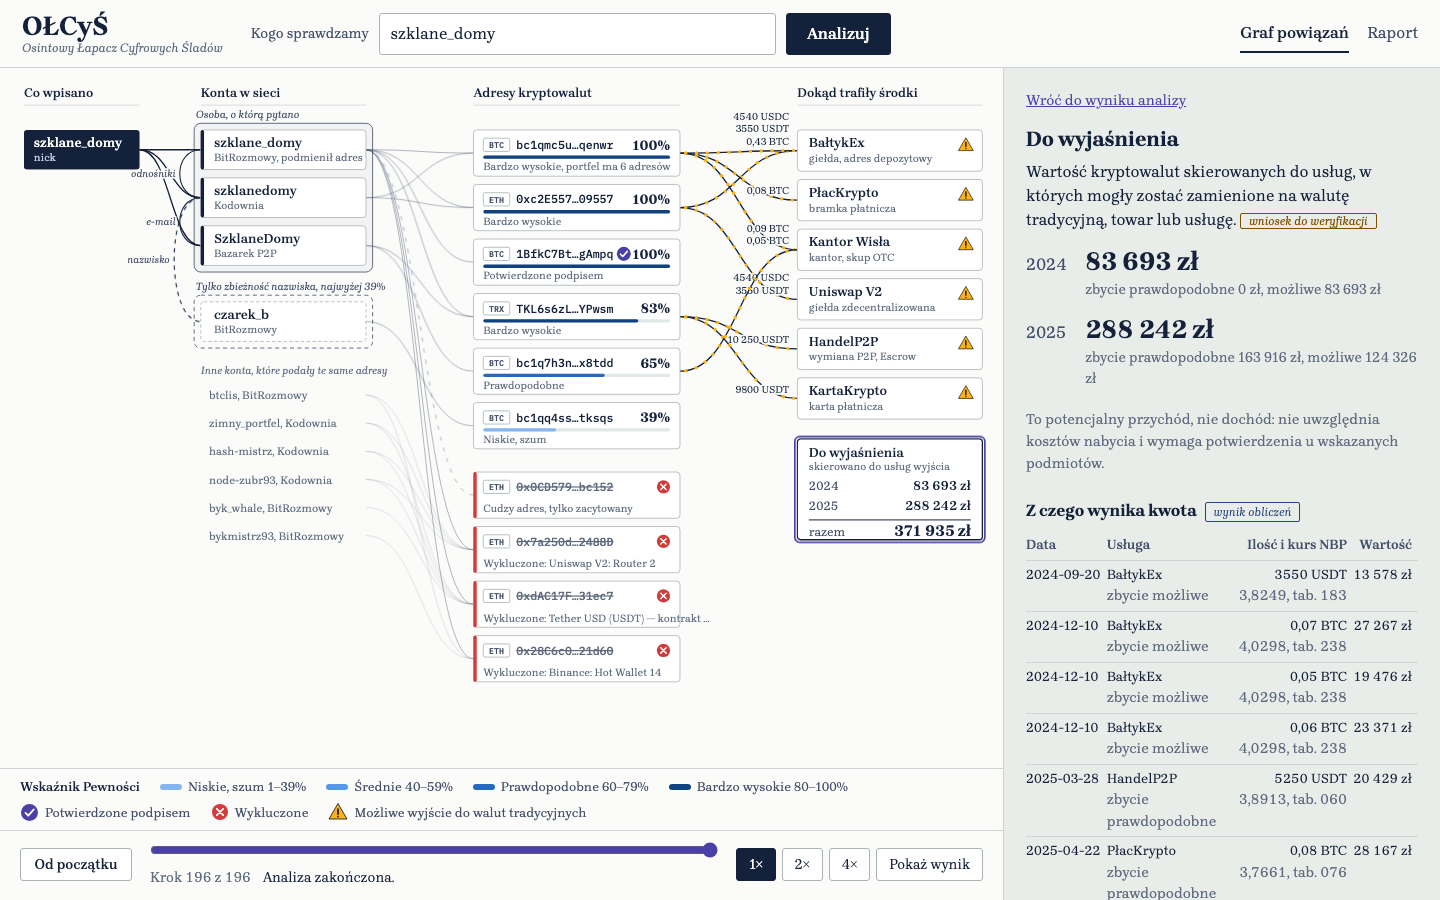 OŁCyŚ
Osintowy Łapacz Cyfrowych Śladów
Kogo sprawdzamy
szklane_domy
Analizuj
Graf powiązań
Raport
Co wpisano
szklane_domy
nick
odnośniki
e-mail
nazwisko
Konta w sieci
Osoba, o którą pytano
szklane_domy
BitRozmowy, podmienił adres
szklanedomy
Kodownia
SzklaneDomy
Bazarek P2P
Tylko zbieżność nazwiska, najwyżej 39%
czarek_b
BitRozmowy
Inne konta, które podały te same adresy
btclis, BitRozmowy
zimny_portfel, Kodownia
hash-mistrz, Kodownia
node-zubr93, Kodownia
byk_whale, BitRozmowy
bykmistrz93, BitRozmowy
Adresy kryptowalut
BTC bc1qmc5u…qenwr 100%
Bardzo wysokie, portfel ma 6 adresów
ETH 0xc2E557…09557 100%
Bardzo wysokie
BTC 1BfkC7Bt…gAmpq 100%
Potwierdzone podpisem
TRX TKL6s6zL…YPwsm 83%
Bardzo wysokie
BTC bc1q7h3n…x8tdd 65%
Prawdopodobne
BTC bc1qq4ss…tksqs 39%
Niskie, szum
ETH 0x0CD579…bc152
Cudzy adres, tylko zacytowany
ETH 0x7a250d…2488D
Wykluczone: Uniswap V2: Router 2
ETH 0xdAC17F…31ec7
Wykluczone: Tether USD (USDT) — kontrakt …
ETH 0x28C6c0…21d60
Wykluczone: Binance: Hot Wallet 14
4540 USDC
3550 USDT
0,43 BTC
0,08 BTC
0,09 BTC
0,05 BTC
4540 USDC
3550 USDT
10 250 USDT
9800 USDT
Dokąd trafiły środki
BałtykEx
giełda, adres depozytowy
PłacKrypto
bramka płatnicza
Kantor Wisła
kantor, skup OTC
Uniswap V2
giełda zdecentralizowana
HandelP2P
wymiana P2P, Escrow
KartaKrypto
karta płatnicza
Do wyjaśnienia
skierowano do usług wyjścia
2024 83 693 zł
2025 288 242 zł
razem 371 935 zł
Wskaźnik Pewności
Niskie, szum 1–39%
Średnie 40–59%
Prawdopodobne 60–79%
Bardzo wysokie 80–100%
Potwierdzone podpisem
Wykluczone
Możliwe wyjście do walut tradycyjnych
Od początku
Krok 196 z 196 Analiza zakończona.
1×
2×
4×
Pokaż wynik
Wróć do wyniku analizy
Do wyjaśnienia
Wartość kryptowalut skierowanych do usług, w
których mogły zostać zamienione na walutę
tradycyjną, towar lub usługę. wniosek do weryfikacji
2024 83 693 zł
zbycie prawdopodobne 0 zł, możliwe 83 693 zł
2025 288 242 zł
zbycie prawdopodobne 163 916 zł, możliwe 124 326
zł
To potencjalny przychód, nie dochód: nie uwzględnia
kosztów nabycia i wymaga potwierdzenia u wskazanych
podmiotów.
Z czego wynika kwota wynik obliczeń
Data Usługa Ilość i kurs NBP Wartość
2024-09-20 BałtykEx 3550 USDT 13 578 zł
zbycie możliwe 3,8249, tab. 183
2024-12-10 BałtykEx 0,07 BTC 27 267 zł
zbycie możliwe 4,0298, tab. 238
2024-12-10 BałtykEx 0,05 BTC 19 476 zł
zbycie możliwe 4,0298, tab. 238
2024-12-10 BałtykEx 0,06 BTC 23 371 zł
zbycie możliwe 4,0298, tab. 238
2025-03-28 HandelP2P 5250 USDT 20 429 zł
zbycie 3,8913, tab. 060
prawdopodobne
2025-04-22 PłacKrypto 0,08 BTC 28 167 zł
zbycie 3,7661, tab. 076
prawdopodobne